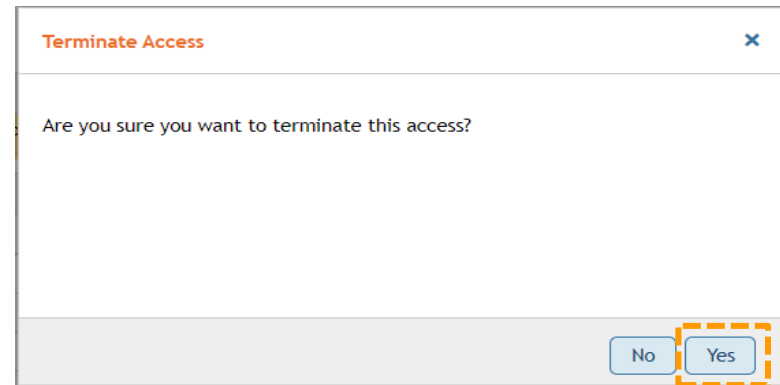 Terminate Access
Are you sure you want to terminate this access?
No Yes